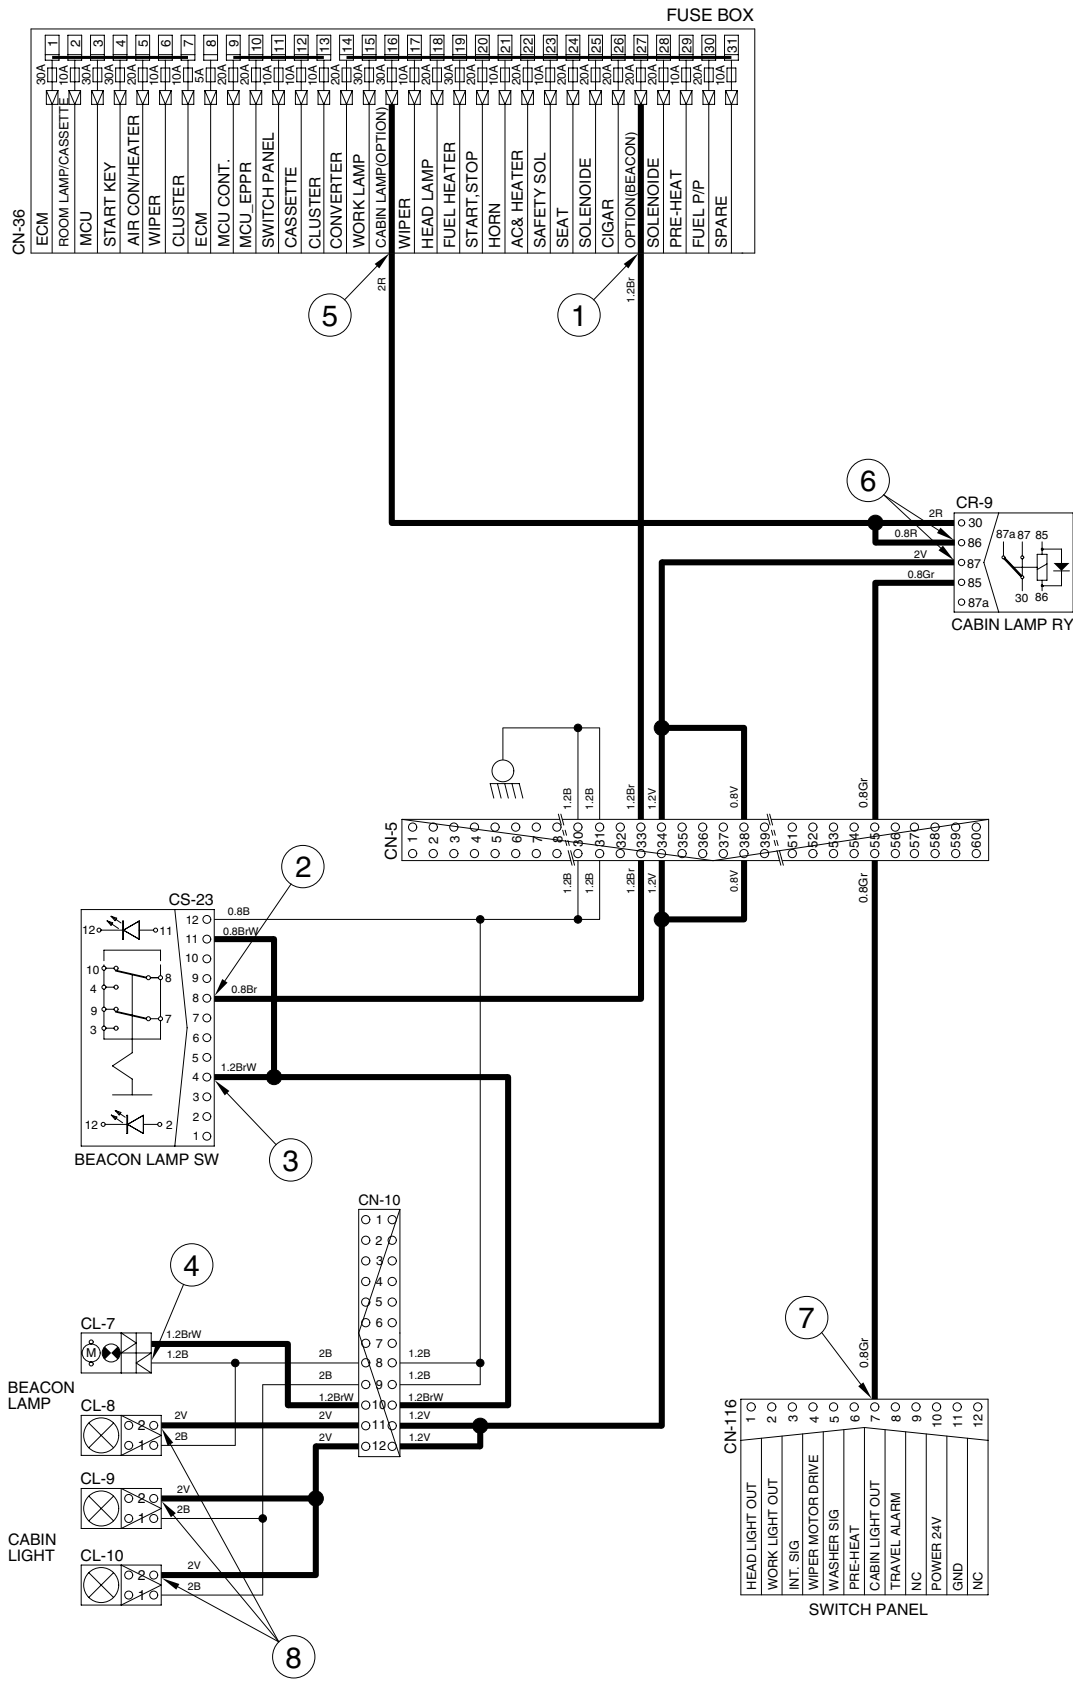 FUSE BOX
1 2 3 4 5 6 7 8 9 10 11 12 13 14 15 16 17 18 19 20 21 22 23 24 25 26 27 28 29 30 31
30A 10A 30A 30A 20A 10A 10A 5A 20A 10A 10A 10A 20A 20A 30A 30A 10A 20A 20A 20A 10A 20A 10A 20A 20A 20A 20A 20A 10A 20A 10A
CN-36
ECM
ROOM LAMP/CASSETTE
MCU
START KEY
AIR CON/HEATER
WIPER
CLUSTER
ECM
MCU CONT.
MCU_EPPR
SWITCH PANEL
CASSETTE
CLUSTER
CONVERTER
WORK LAMP
CABIN LAMP(OPTION)
WIPER
HEAD LAMP
FUEL HEATER
START,STOP
HORN
AC& HEATER
SAFETY SOL
SEAT
SOLENOIDE
CIGAR
OPTION(BEACON)
SOLENOIDE
PRE-HEAT
FUEL P/P
SPARE
5
2R
1
1.2Br
6
CR-9
2R
30
0.8R
86
2V
87
0.8Gr
85
87a
87a 87 85
30 86
CABIN LAMP RY
1.2B 1.2B 1.2Br 1.2V 0.8V 0.8Gr
CN-5
1 2 3 4 5 6 7 8 30 31 32 33 34 35 36 37 38 39 51 52 53 54 55 56 57 58 59 60
1.2B 1.2B 1.2Br 1.2V 0.8V 0.8Gr
2
CS-23
12 0.8B
11 0.8BrW
10
9
8 0.8Br
7
6
5
4 1.2BrW
3
2
1
12 11
10 8
4
9 7
3
12 2
BEACON LAMP SW
3
CN-10
1
2
3
4
5
6
7
2B 8 1.2B
2B 9 1.2B
1.2BrW 10 1.2BrW
2V 11 1.2V
2V 12 1.2V
4
CL-7
M
1.2BrW
1.2B
BEACON
LAMP
CL-8
2 2V
1 2B
CL-9
2 2V
1 2B
CABIN
LIGHT
CL-10
2 2V
1 2B
8
7
0.8Gr
CN-116
1 2 3 4 5 6 7 8 9 10 11 12
HEAD LIGHT OUT
WORK LIGHT OUT
INT. SIG
WIPER MOTOR DRIVE
WASHER SIG
PRE-HEAT
CABIN LIGHT OUT
TRAVEL ALARM
NC
POWER 24V
GND
NC
SWITCH PANEL